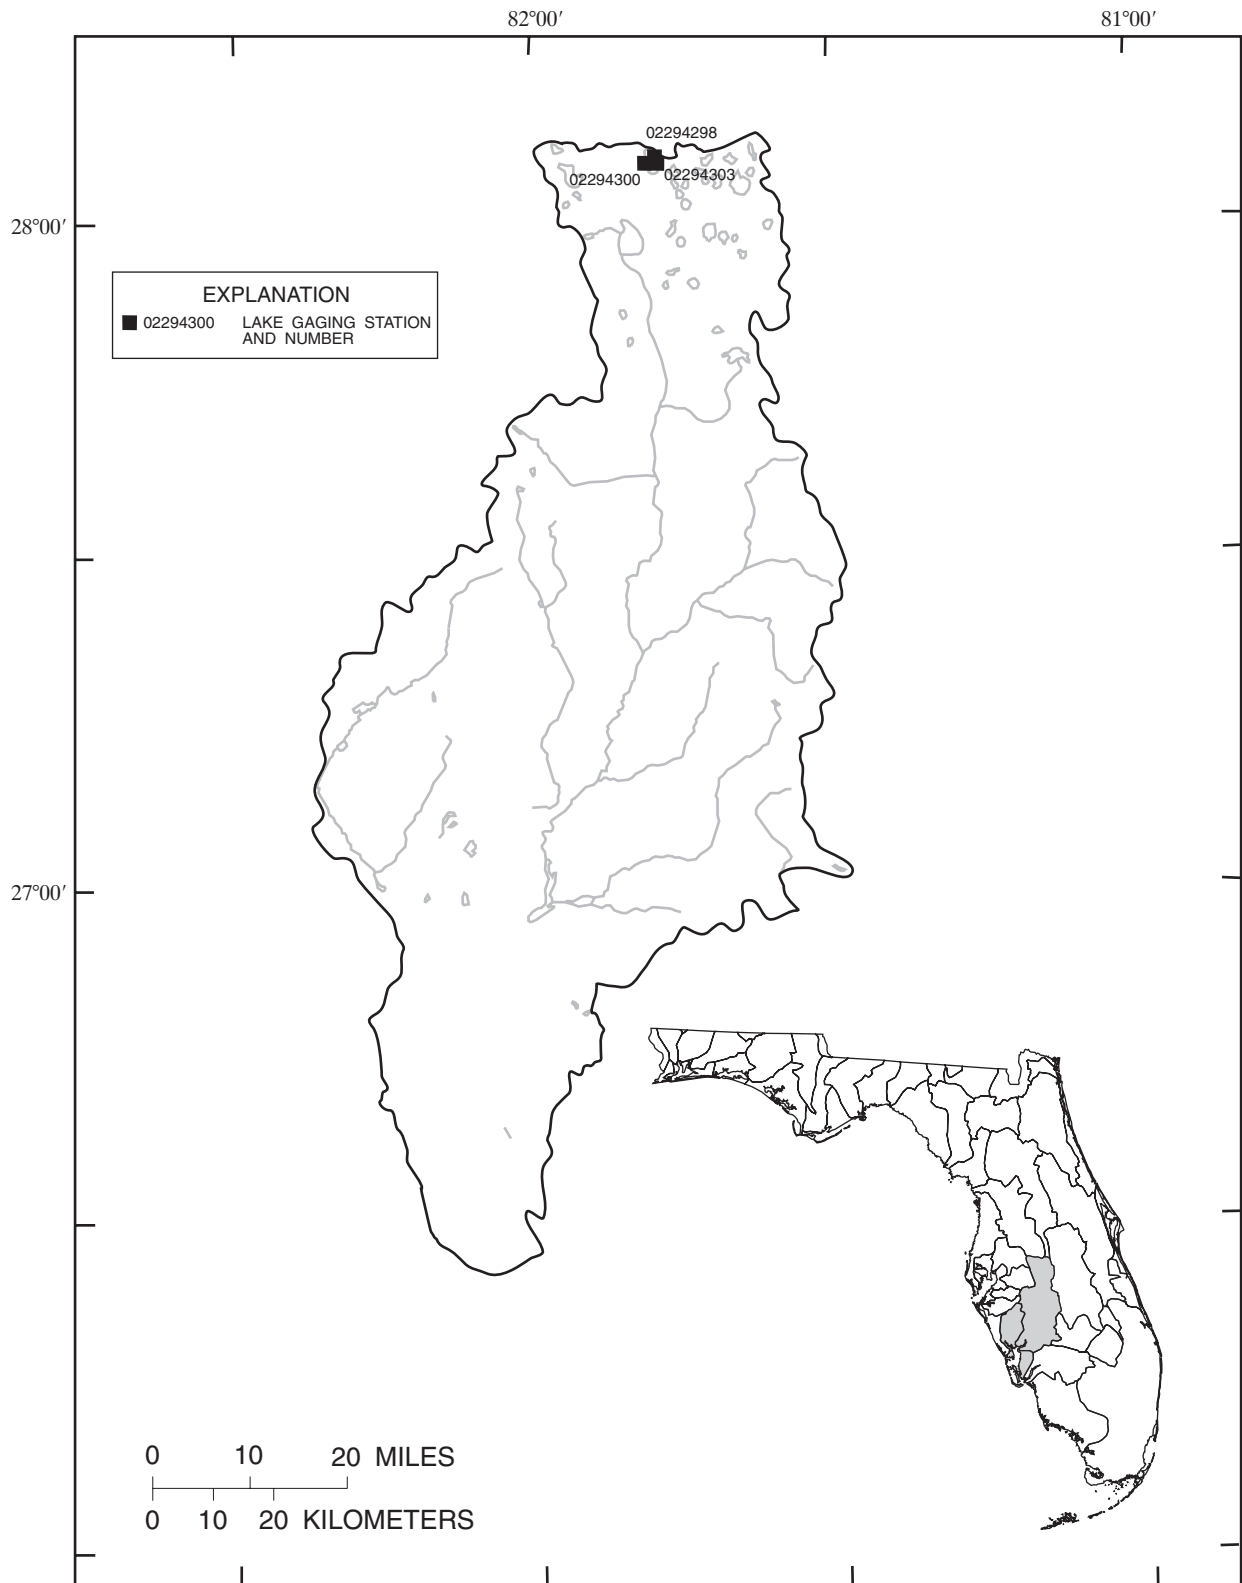 82°00′ 81°00′
02294298
02294300 02294303
28°00′
EXPLANATION
02294300 LAKE GAGING STATION
AND NUMBER
27°00′
0 10 20 MILES
0 10 20 KILOMETERS